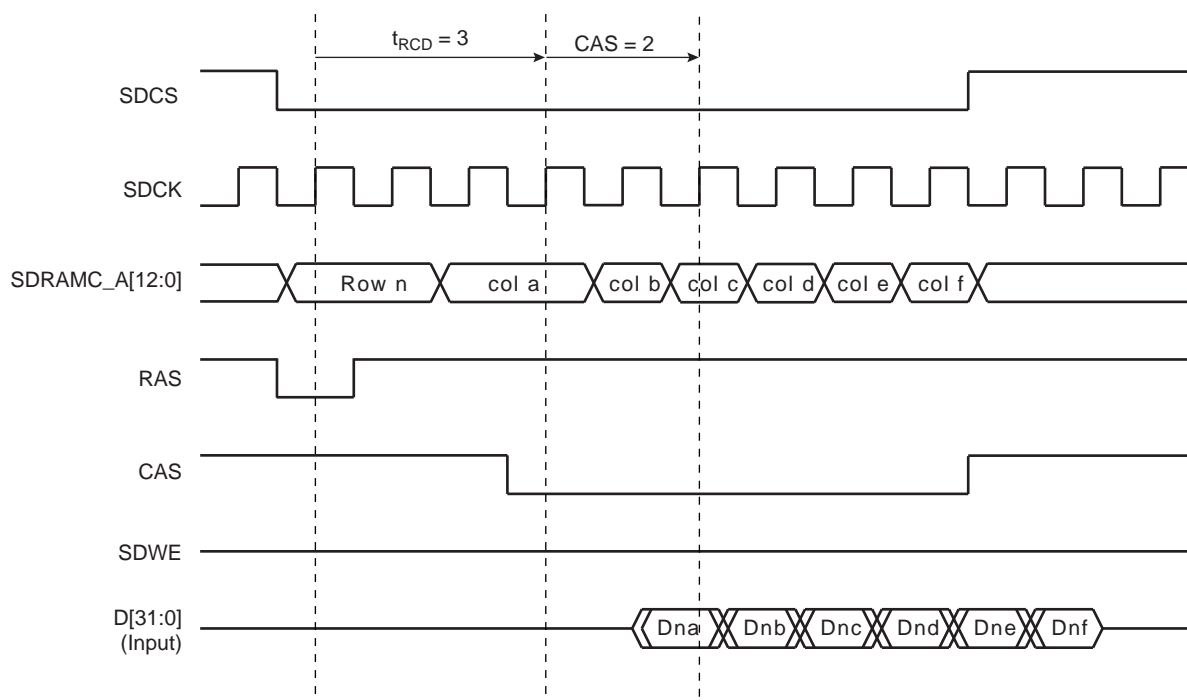 tRCD = 3
CAS = 2
SDCS
SDCK
SDRAMC_A[12:0]
Row n
col a
col b
col c
col d
col e
col f
RAS
CAS
SDWE
D[31:0]
(Input)
Dna
Dnb
Dnc
Dnd
Dne
Dnf